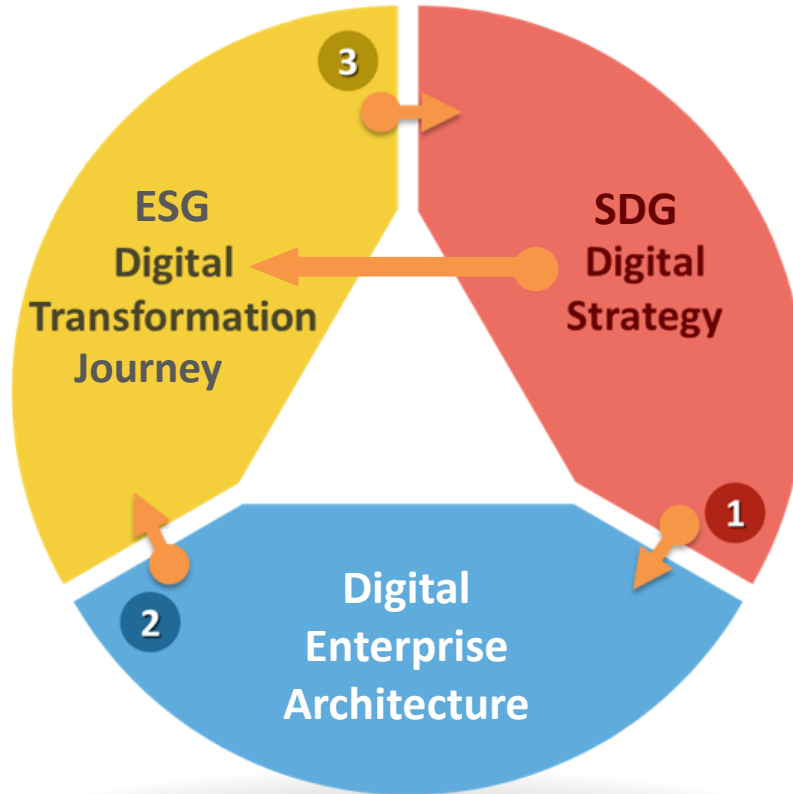 3
ESG
Digital
Transformation
Journey
SDG
Digital
Strategy
1
2
Digital
Enterprise
Architecture